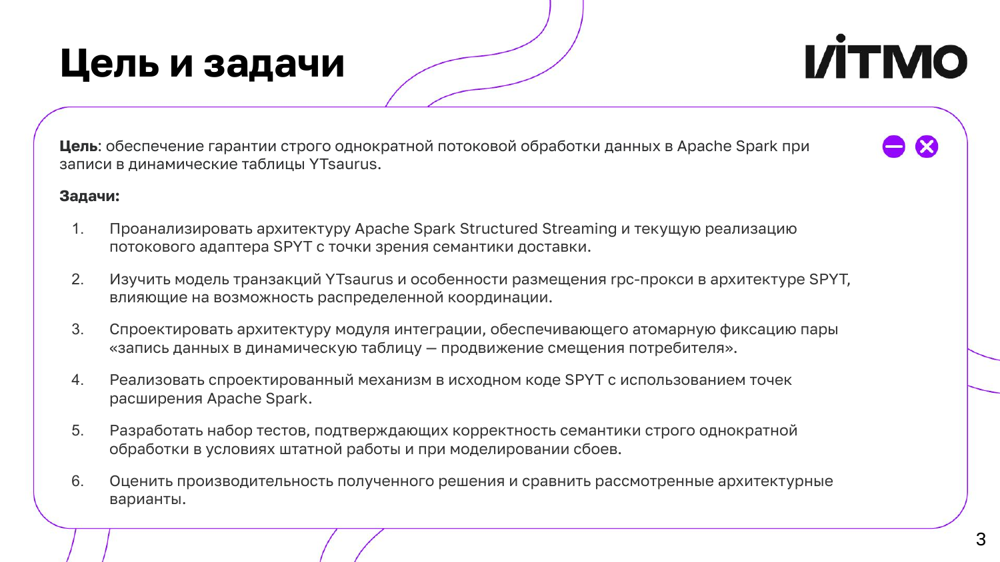 Цель и задачи
ИТМО
Цель: обеспечение гарантии строго однократной потоковой обработки данных в Apache Spark при
записи в динамические таблицы YTsaurus.
Задачи:
1. Проанализировать архитектуру Apache Spark Structured Streaming и текущую реализацию
потокового адаптера SPYT с точки зрения семантики доставки.
2. Изучить модель транзакций YTsaurus и особенности размещения rpc-прокси в архитектуре SPYT,
влияющие на возможность распределенной координации.
3. Спроектировать архитектуру модуля интеграции, обеспечивающего атомарную фиксацию пары
«запись данных в динамическую таблицу — продвижение смещения потребителя».
4. Реализовать спроектированный механизм в исходном коде SPYT с использованием точек
расширения Apache Spark.
5. Разработать набор тестов, подтверждающих корректность семантики строго однократной
обработки в условиях штатной работы и при моделировании сбоев.
6. Оценить производительность полученного решения и сравнить рассмотренные архитектурные
варианты.
3